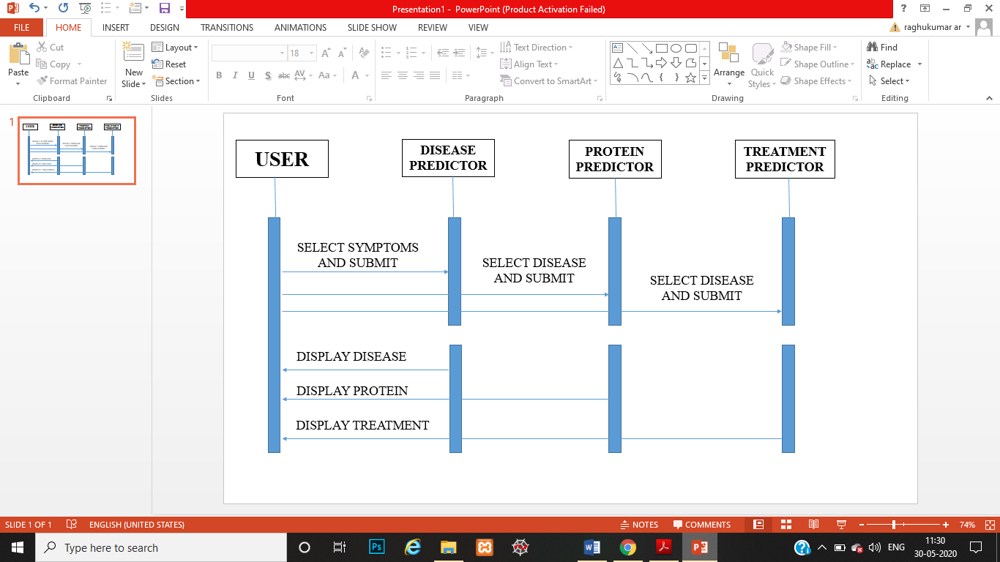 Presentation1 - PowerPoint (Product Activation Failed)
FILE HOME INSERT DESIGN TRANSITIONS ANIMATIONS SLIDE SHOW REVIEW VIEW raghukumar ar
Paste
Cut
Copy
Format Painter
Clipboard
New
Slide
Layout
Reset
Section
Slides
18
B I U S abc AV Aa A
Font
Text Direction
Align Text
Convert to SmartArt
Paragraph
Arrange
Quick
Styles
Shape Fill
Shape Outline
Shape Effects
Drawing
Find
Replace
Select
Editing
1
USER
DISEASE
PREDICTOR
PROTEIN
PREDICTOR
TREATMENT
PREDICTOR
SELECT SYMPTOMS
AND SUBMIT
SELECT DISEASE
AND SUBMIT
SELECT DISEASE
AND SUBMIT
DISPLAY DISEASE
DISPLAY PROTEIN
DISPLAY TREATMENT
SLIDE 1 OF 1 ENGLISH (UNITED STATES) NOTES COMMENTS 74%
Type here to search
ENG
11:30
30-05-2020